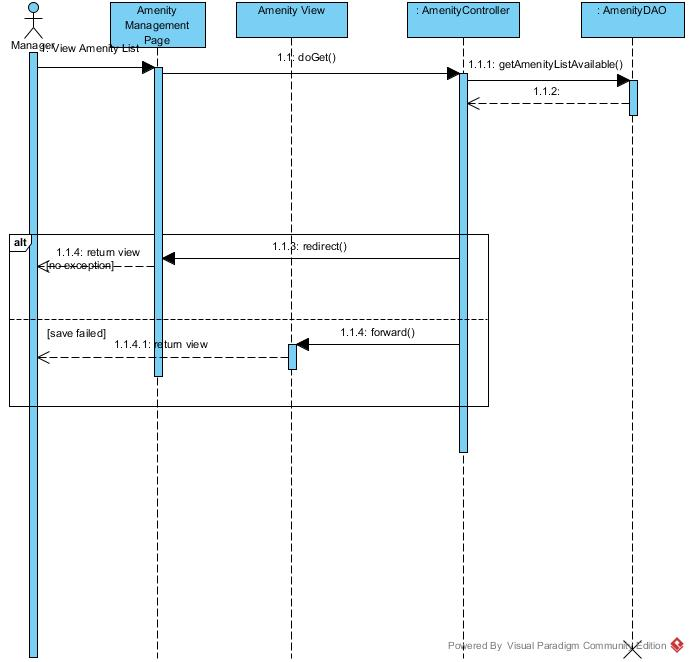 Amenity
Management
Page
Amenity View
: AmenityController
: AmenityDAO
Manager
1: View Amenity List
1.1: doGet()
1.1.1: getAmenityListAvailable()
1.1.2:
alt
1.1.3: redirect()
1.1.4: return view
[no exception]
[save failed]
1.1.4: forward()
1.1.4.1: return view
Powered By Visual Paradigm Community Edition